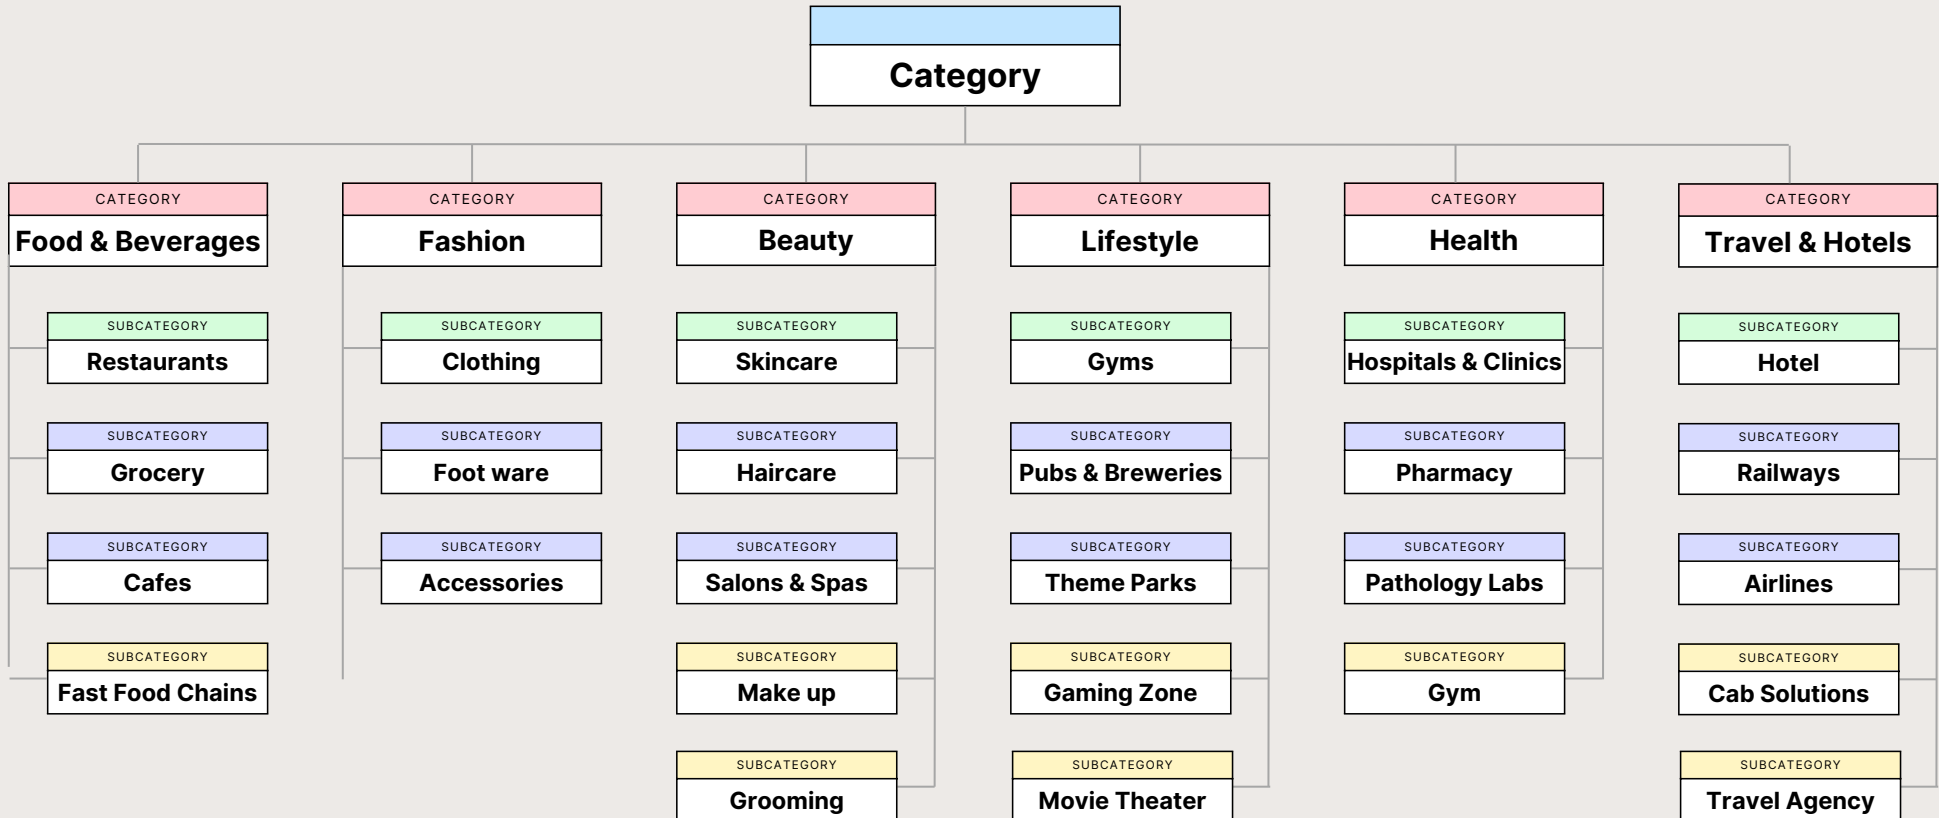 Category
CATEGORY
Food & Beverages
SUBCATEGORY
Restaurants
SUBCATEGORY
Grocery
SUBCATEGORY
Cafes
SUBCATEGORY
Fast Food Chains
CATEGORY
Fashion
SUBCATEGORY
Clothing
SUBCATEGORY
Foot ware
SUBCATEGORY
Accessories
CATEGORY
Beauty
SUBCATEGORY
Skincare
SUBCATEGORY
Haircare
SUBCATEGORY
Salons & Spas
SUBCATEGORY
Make up
SUBCATEGORY
Grooming
CATEGORY
Lifestyle
SUBCATEGORY
Gyms
SUBCATEGORY
Pubs & Breweries
SUBCATEGORY
Theme Parks
SUBCATEGORY
Gaming Zone
SUBCATEGORY
Movie Theater
CATEGORY
Health
SUBCATEGORY
Hospitals & Clinics
SUBCATEGORY
Pharmacy
SUBCATEGORY
Pathology Labs
SUBCATEGORY
Gym
CATEGORY
Travel & Hotels
SUBCATEGORY
Hotel
SUBCATEGORY
Railways
SUBCATEGORY
Airlines
SUBCATEGORY
Cab Solutions
SUBCATEGORY
Travel Agency